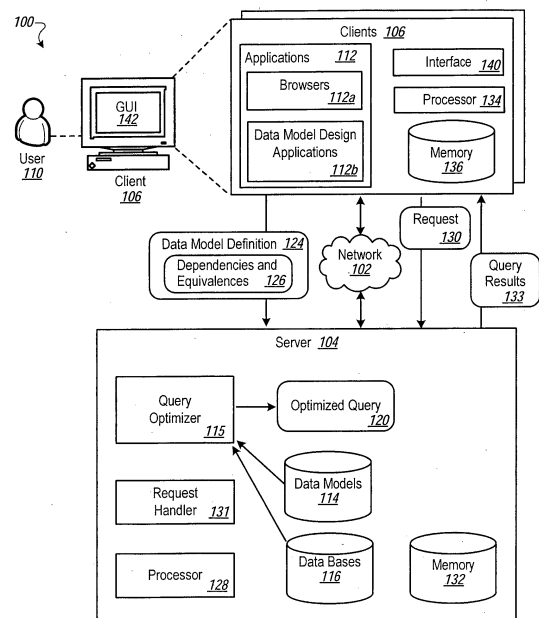 100
Clients 106
Applications 112
Browsers
112a
Data Model Design
Applications
112b
Interface
140
Processor
134
Memory
136
GUI
142
User
110
Client
106
Data Model Definition 124
Dependencies and
Equivalences 126
Network
102
Request
130
Query
Results
133
Server 104
Query
Optimizer
115
Optimized Query
120
Data Models
114
Request
Handler
131
Data Bases
116
Processor
128
Memory
132